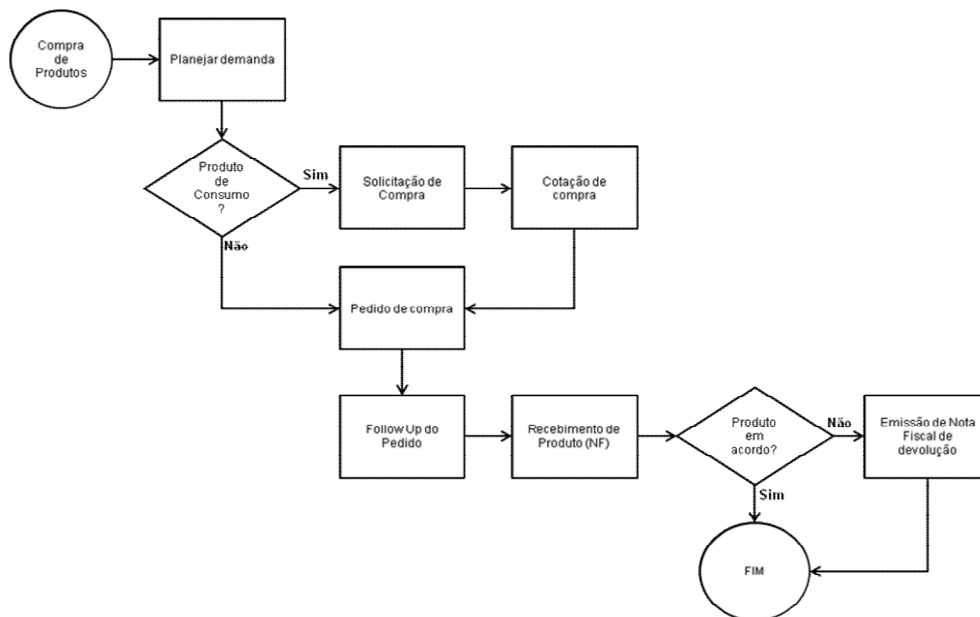 Compra
de
Produtos
Planejar demanda
Produto
de
Consumo
?
Sim
Não
Solicitação de
Compra
Cotação de
compra
Pedido de compra
Follow Up do
Pedido
Recebimento de
Produto (NF)
Produto
em
acordo?
Não
Sim
Emissão de Nota
Fiscal de
devolução
FIM